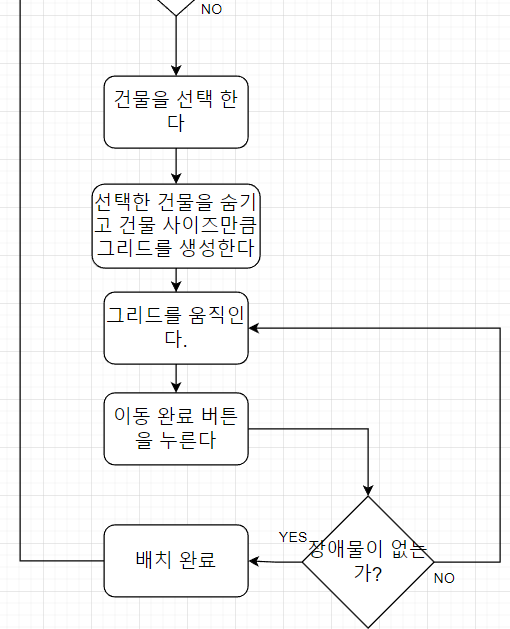 NO
건물을 선택 한
다
선택한 건물을 숨기
고 건물 사이즈만큼
그리드를 생성한다
그리드를 움직인
다.
이동 완료 버튼
을 누른다
YES
장애물이 없는
가?
NO
배치 완료